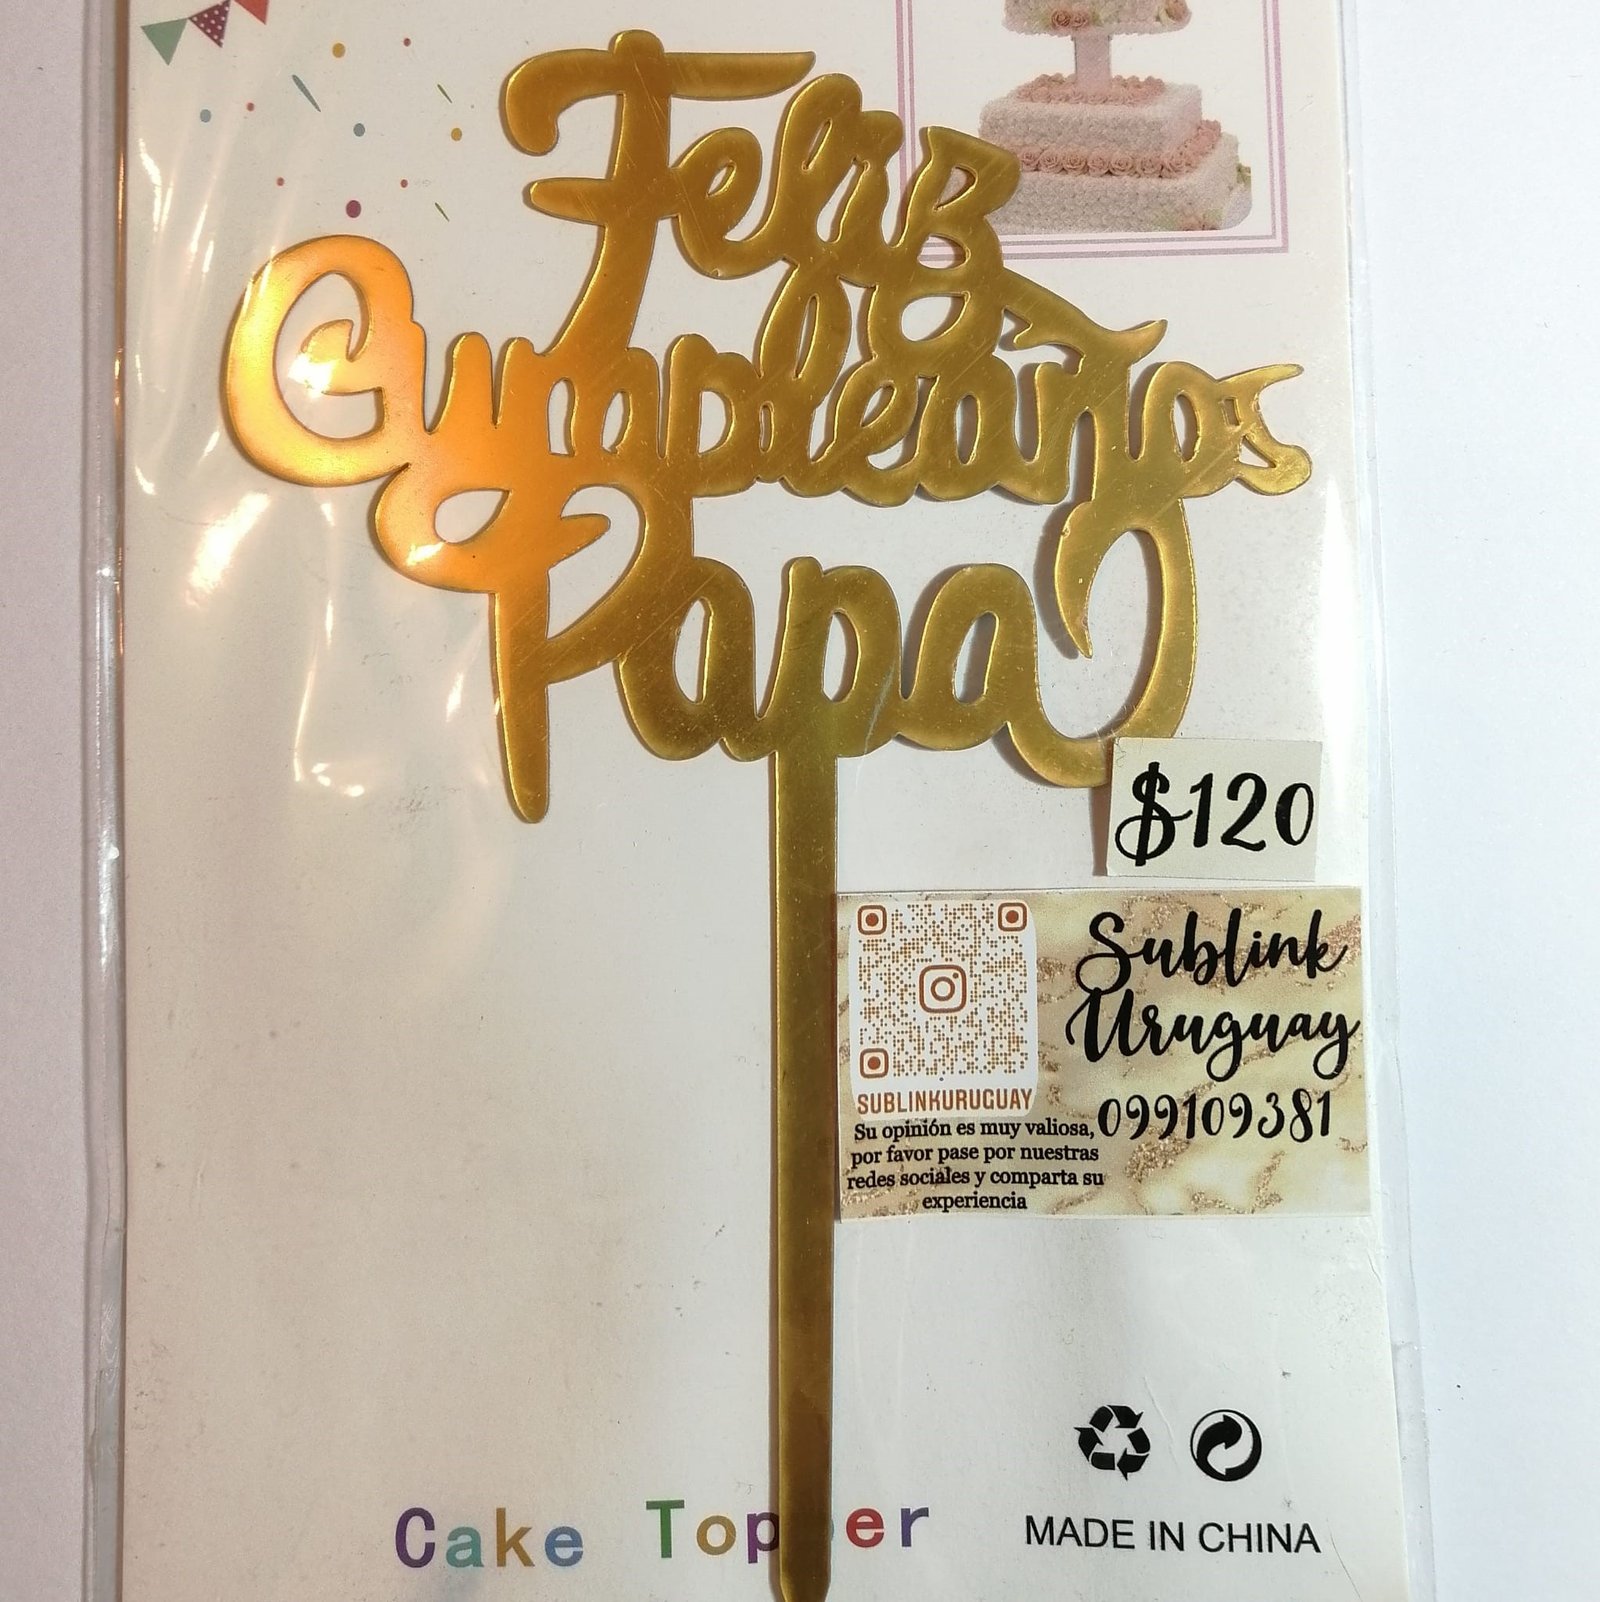 Feliz
Cumpleaños
Papa
$120
Sublink
Uruguay
099109381
SUBLINKURUGUAY
Su opinión es muy valiosa,
por favor pase por nuestras
redes sociales y comparta su
experiencia
Cake Topper
MADE IN CHINA